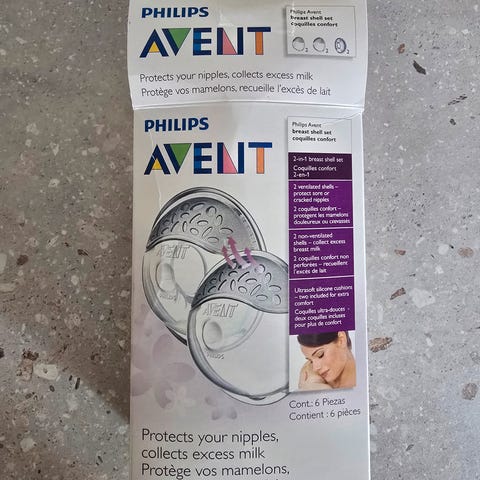 PHILIPS
AVENT
Philips Avent
breast shell set
coquilles confort
2
2
2
Protects your nipples, collects excess milk
Protège vos mamelons, recueille l'excès de lait
PHILIPS
AVENT
Philips Avent
breast shell set
coquilles confort
2-in-1 breast shell set
Coquilles confort
2-en-1
2 ventilated shells –
protect sore or
cracked nipples
2 coquilles confort –
protègent les mamelons
douleureux ou crevassés
2 non-ventilated
shells – collect excess
breast milk
2 coquilles confort non
perforées – recueillent
l'excès de lait
Ultrasoft silicone cushions
– two included for extra
comfort
Coquilles ultra-douces -
deux coquilles incluses
pour plus de confort
AVENT
AVENT
PHILIPS
Cont.: 6 Piezas
Contient : 6 pièces
Protects your nipples,
collects excess milk
Protège vos mamelons,